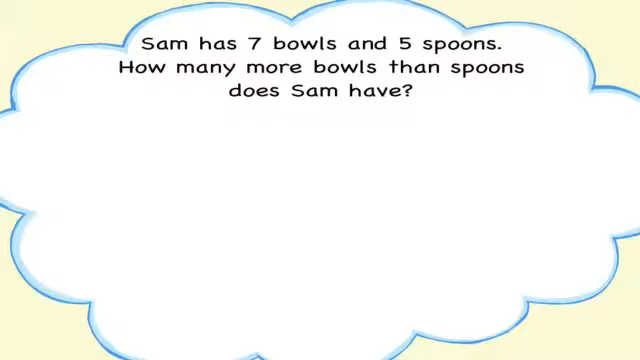 Sam has 7 bowls and 5 spoons.
How many more bowls than spoons
does Sam have?